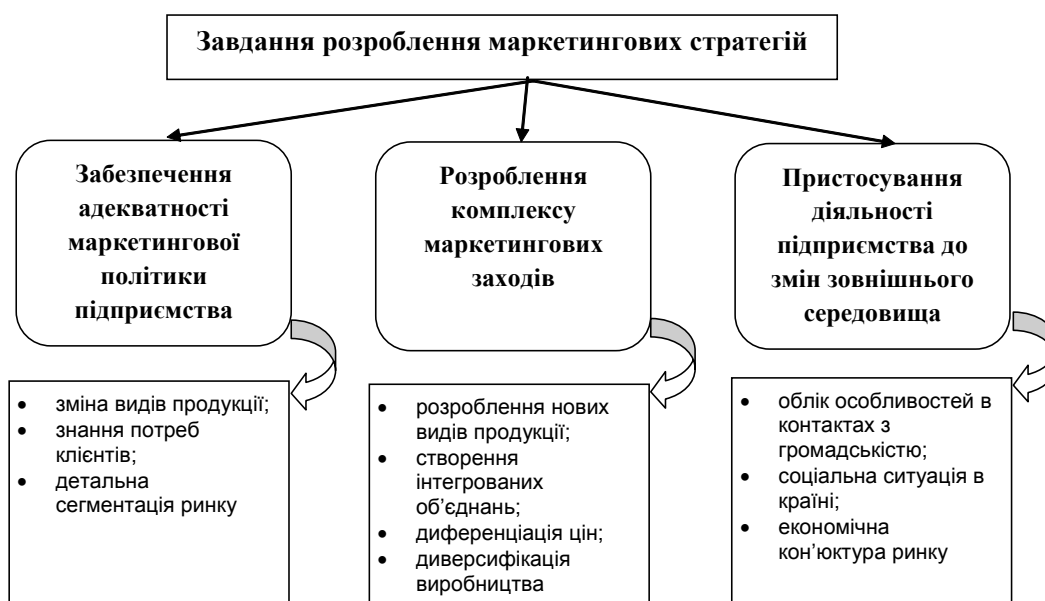 Завдання розроблення маркетингових стратегій
Забезпечення
адекватності
маркетингової
політики
підприємства
Розроблення
комплексу
маркетингових
заходів
Пристосування
діяльності
підприємства до
змін зовнішнього
середовища
• зміна видів продукції;
• знання потреб
клієнтів;
• детальна
сегментація ринку
• розроблення нових
видів продукції;
• створення
інтегрованих
об’єднань;
• диференціація цін;
• диверсифікація
виробництва
• облік особливостей в
контактах з
громадськістю;
• соціальна ситуація в
країні;
• економічна
кон’юктура ринку